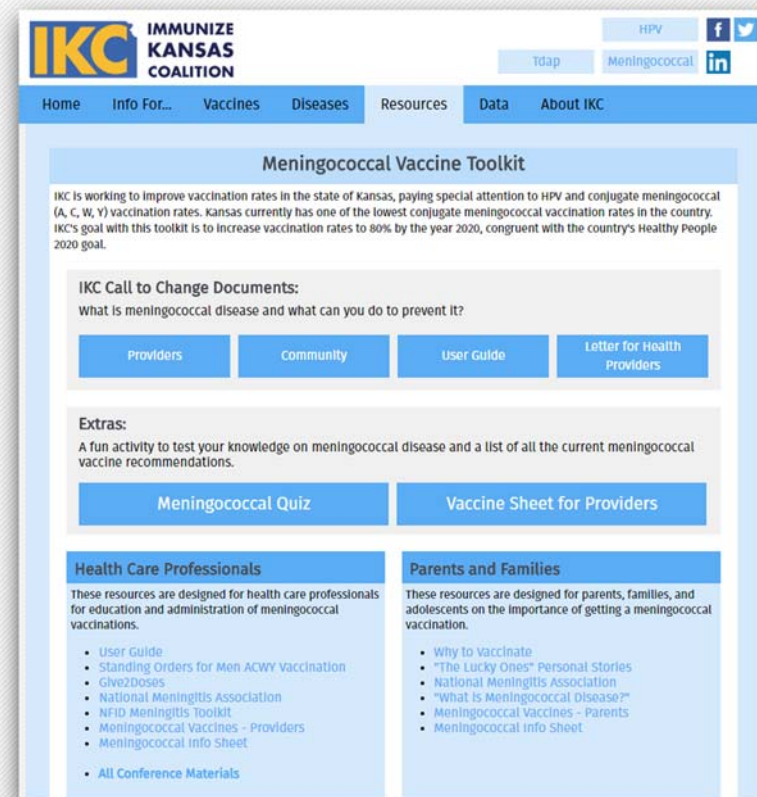 IKC IMMUNIZE
KANSAS
COALITION
HPV
Tdap Meningococcal
Home Info For... Vaccines Diseases Resources Data About IKC
Meningococcal Vaccine Toolkit
IKC is working to improve vaccination rates in the state of Kansas, paying special attention to HPV and conjugate meningococcal
(A, C, W, Y) vaccination rates. Kansas currently has one of the lowest conjugate meningococcal vaccination rates in the country.
IKC's goal with this toolkit is to increase vaccination rates to 80% by the year 2020, congruent with the country's Healthy People
2020 goal.
IKC Call to Change Documents:
What is meningococcal disease and what can you do to prevent it?
Providers
Community
User Guide
Letter for Health
Providers
Extras:
A fun activity to test your knowledge on meningococcal disease and a list of all the current meningococcal
vaccine recommendations.
Meningococcal Quiz
Vaccine Sheet for Providers
Health Care Professionals
These resources are designed for health care professionals
for education and administration of meningococcal
vaccinations.
• User Guide
• Standing Orders for Men ACWY Vaccination
• Give2Doses
• National Meningitis Association
• NFID Meningitis Toolkit
• Meningococcal Vaccines - Providers
• Meningococcal Info Sheet
• All Conference Materials
Parents and Families
These resources are designed for parents, families, and
adolescents on the importance of getting a meningococcal
vaccination.
• Why to Vaccinate
• "The Lucky Ones" Personal Stories
• National Meningitis Association
• "What is Meningococcal Disease?"
• Meningococcal Vaccines - Parents
• Meningococcal Info Sheet